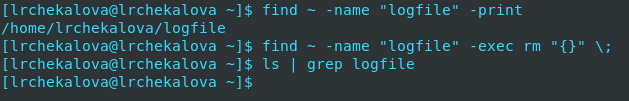 [lrchekalova@lrchekalova ~]$ find ~ -name "logfile" -print
/home/lrchekalova/logfile
[lrchekalova@lrchekalova ~]$ find ~ -name "logfile" -exec rm "{}" \;
[lrchekalova@lrchekalova ~]$ ls | grep logfile
[lrchekalova@lrchekalova ~]$